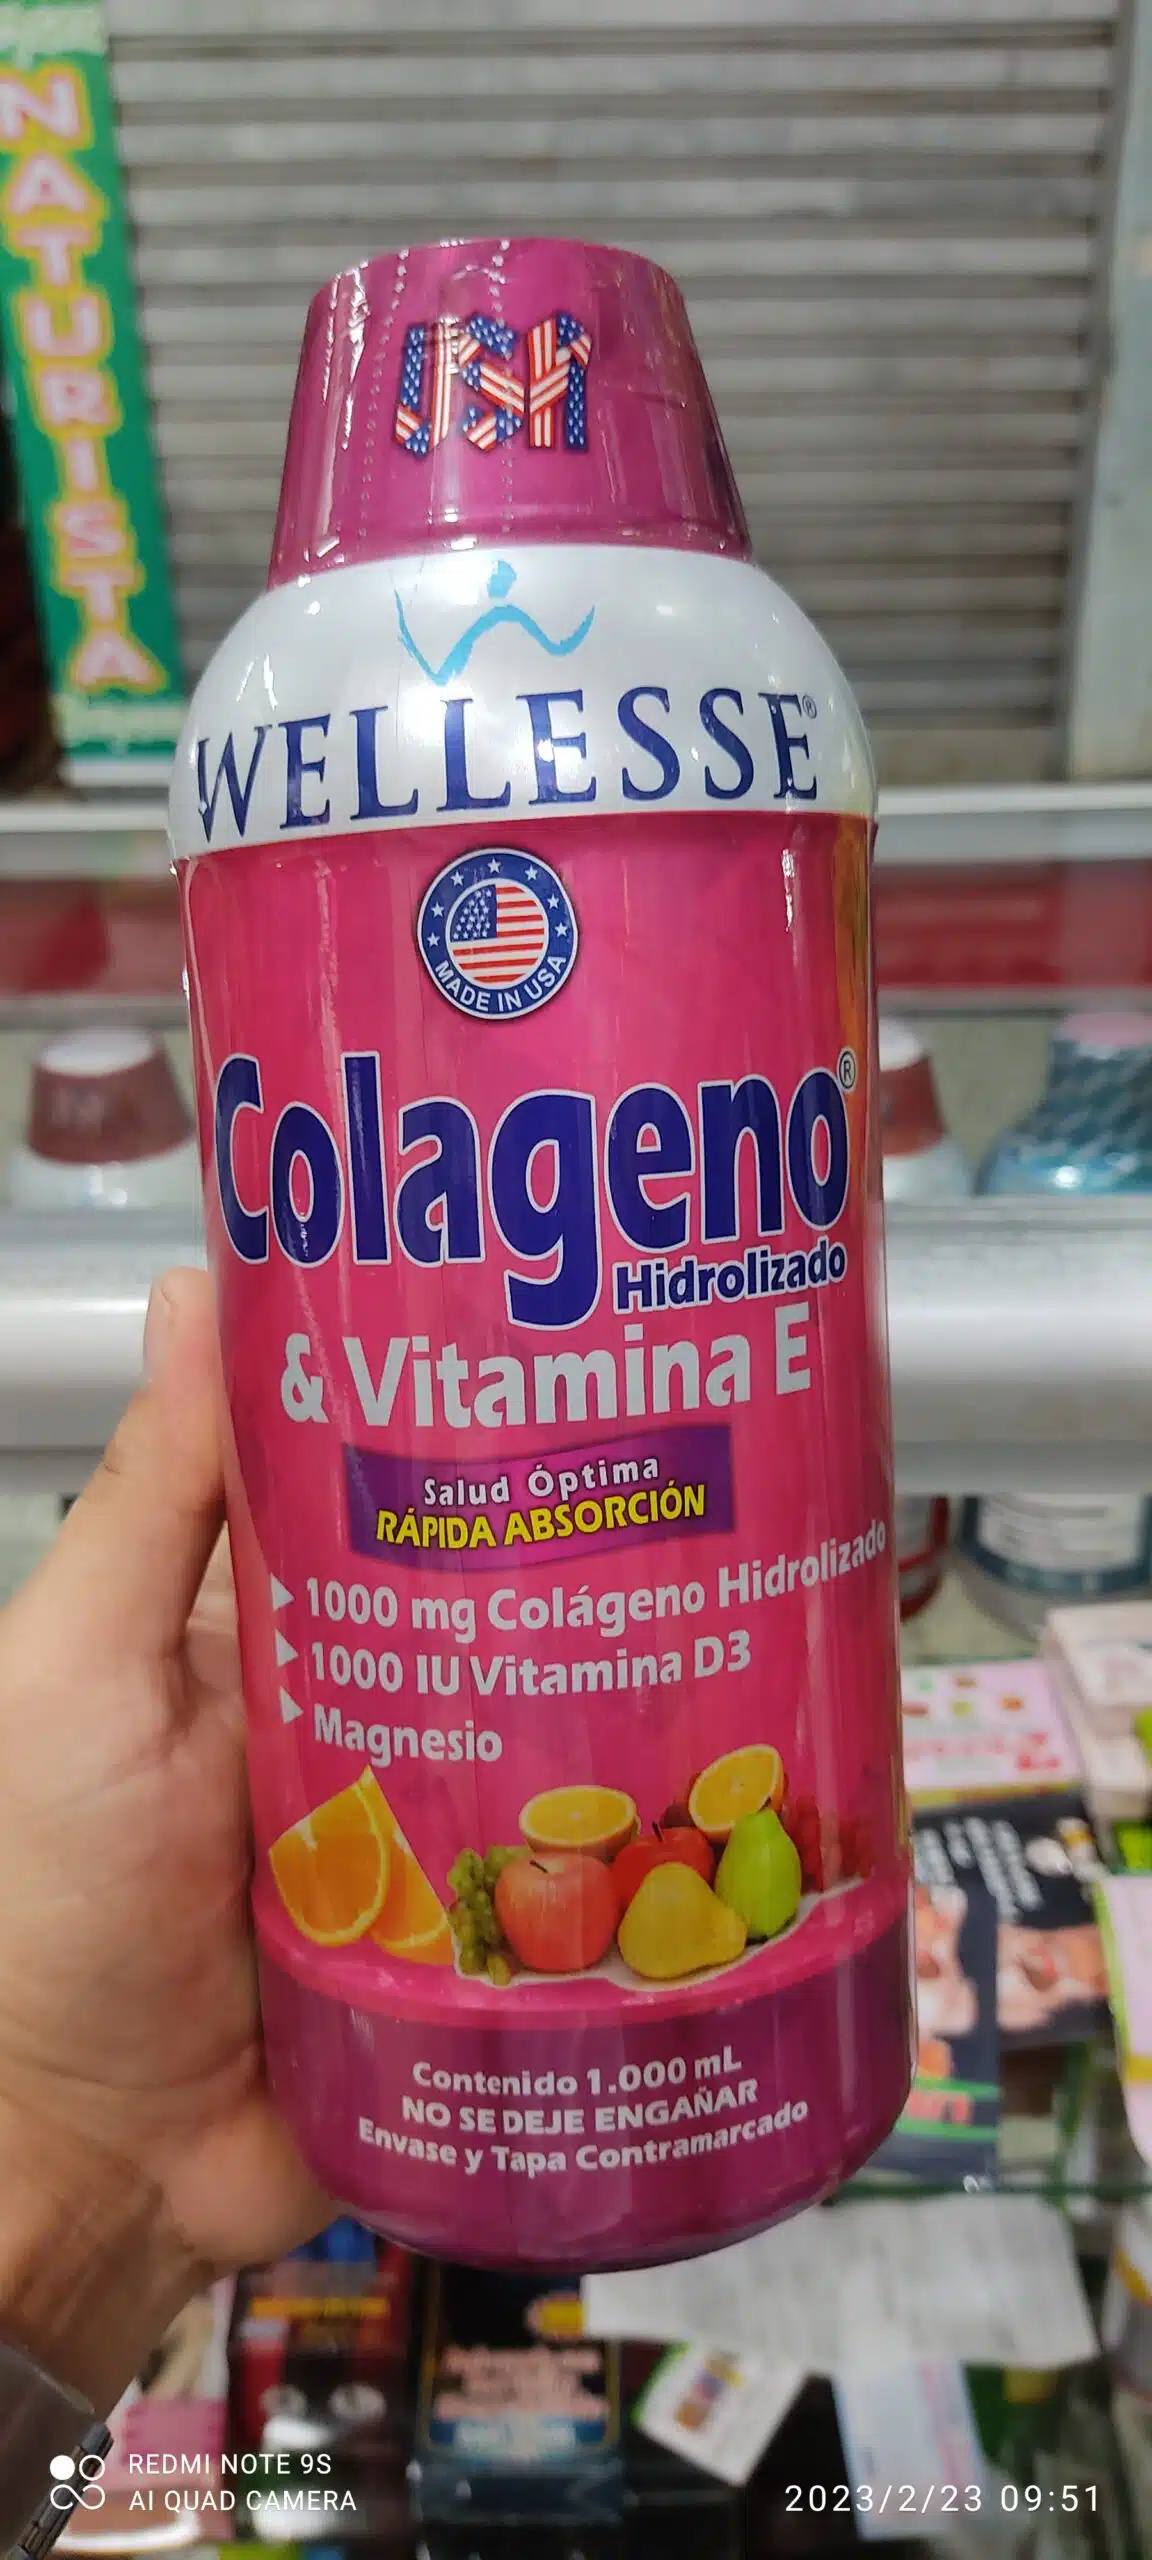 NATURISTA
USA
WELLESSE®
MADE IN USA
Colageno®
Hidrolizado
& Vitamina E
Salud Óptima
RÁPIDA ABSORCIÓN
1000 mg Colágeno Hidrolizado
1000 IU Vitamina D3
Magnesio
Contenido 1.000 mL
NO SE DEJE ENGAÑAR
Envase y Tapa Contramarcado
REDMI NOTE 9S
AI QUAD CAMERA
2023/2/23 09:51